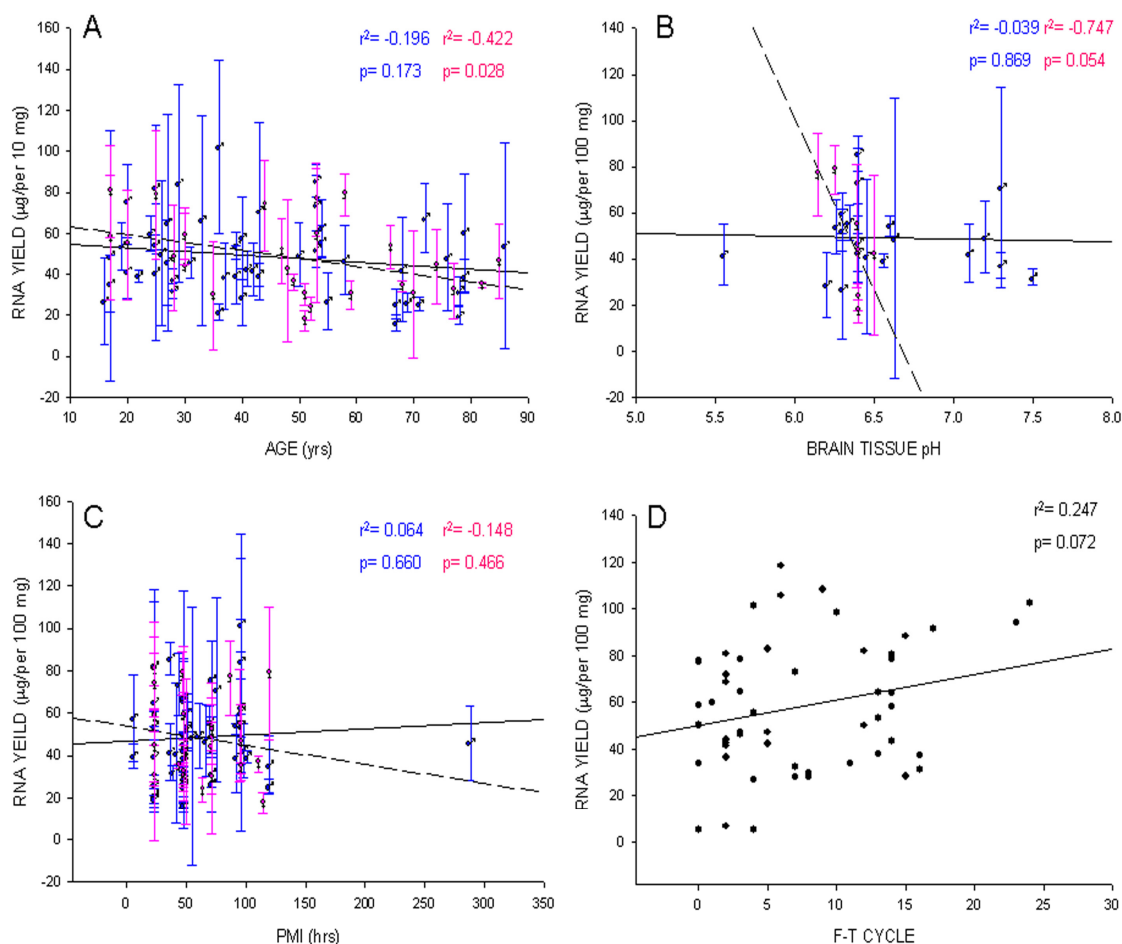 A
r²= -0.196 r²= -0.422
p= 0.173 p= 0.028
160
140
120
100
80
60
40
20
0
-20
RNA YIELD (µg/per 10 mg)
10 20 30 40 50 60 70 80 90
AGE (yrs)
B
r²= -0.039 r²= -0.747
p= 0.869 p= 0.054
140
120
100
80
60
40
20
0
-20
RNA YIELD (µg/per 100 mg)
5.0 5.5 6.0 6.5 7.0 7.5 8.0
BRAIN TISSUE pH
C
r²= 0.064 r²= -0.148
p= 0.660 p= 0.466
160
140
120
100
80
60
40
20
0
20
RNA YEILD (µg/per 100 mg)
0 50 100 150 200 250 300 350
PMI (hrs)
D
r²= 0.247
p= 0.072
140
120
100
80
60
40
20
0
RNA YIELD (µg/per 100 mg)
0 5 10 15 20 25 30
F-T CYCLE